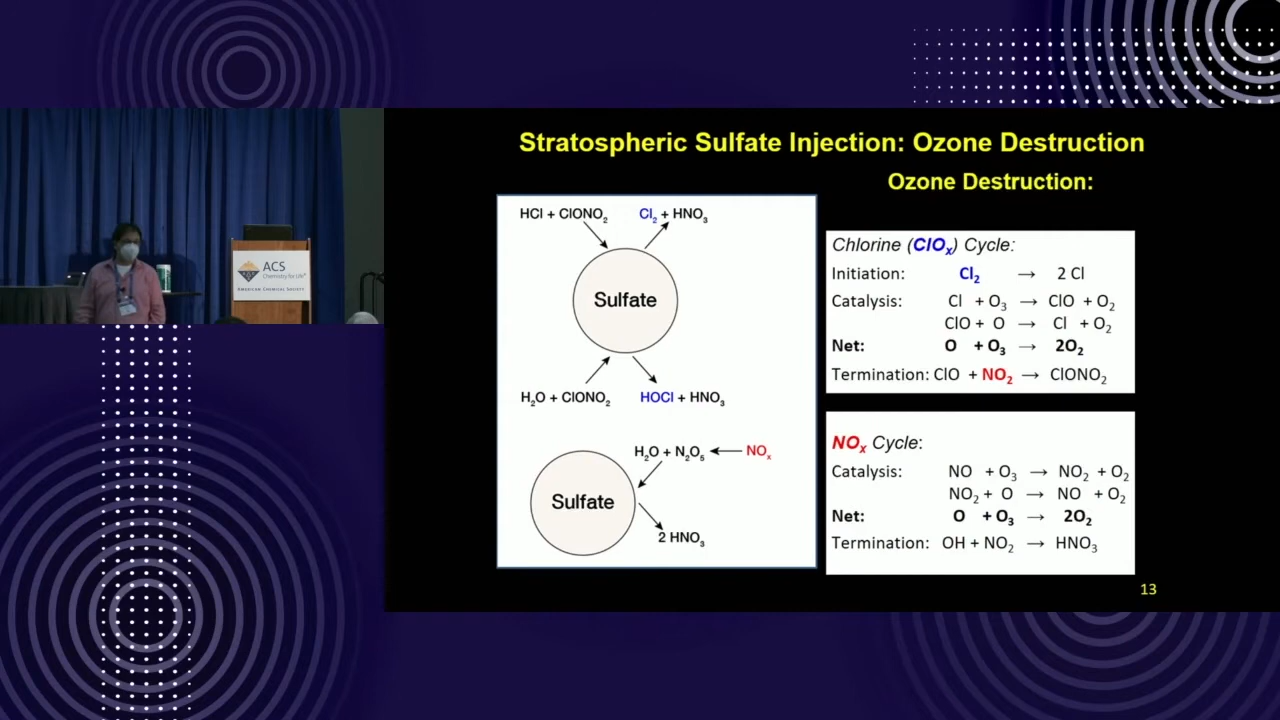 Stratospheric Sulfate Injection: Ozone Destruction
Ozone Destruction:
HCl + ClONO₂ Cl₂ + HNO₃
Sulfate
H₂O + ClONO₂ HOCl + HNO₃
H₂O + N₂O₅ NOₓ
Sulfate
2 HNO₃
Chlorine (ClOₓ) Cycle:
Initiation: Cl₂ → 2 Cl
Catalysis: Cl + O₃ → ClO + O₂
ClO + O → Cl + O₂
Net: O + O₃ → 2O₂
Termination: ClO + NO₂ → ClONO₂
NOₓ Cycle:
Catalysis: NO + O₃ → NO₂ + O₂
NO₂ + O → NO + O₂
Net: O + O₃ → 2O₂
Termination: OH + NO₂ → HNO₃
13
ACS
Chemistry for Life®
AMERICAN CHEMICAL SOCIETY